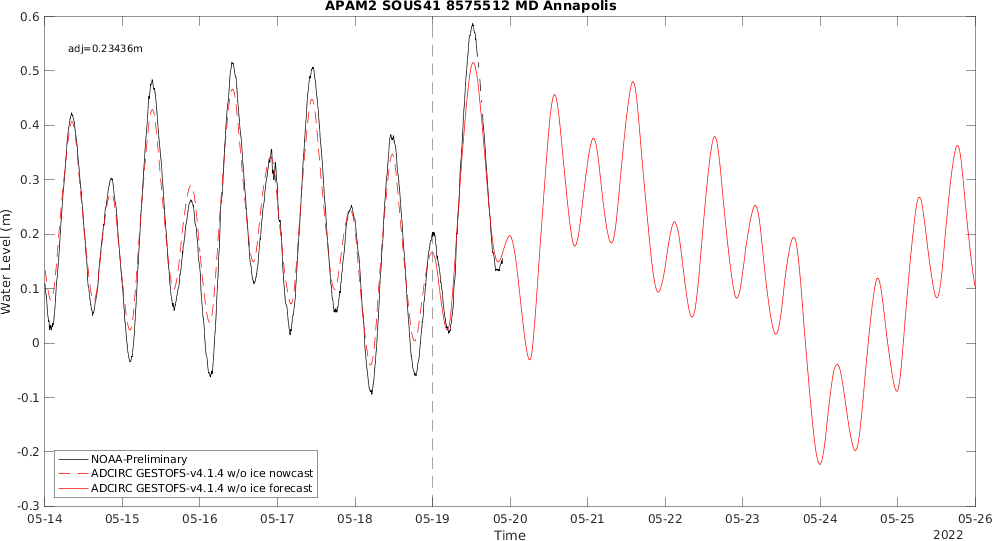 APAM2 SOUS41 8575512 MD Annapolis
adj=0.23436m
0.6
0.5
0.4
0.3
0.2
0.1
0
-0.1
-0.2
-0.3
Water Level (m)
NOAA-Preliminary
ADCIRC GESTOFS-v4.1.4 w/o ice nowcast
ADCIRC GESTOFS-v4.1.4 w/o ice forecast
05-14 05-15 05-16 05-17 05-18 05-19 05-20 05-21 05-22 05-23 05-24 05-25 05-26
Time
2022